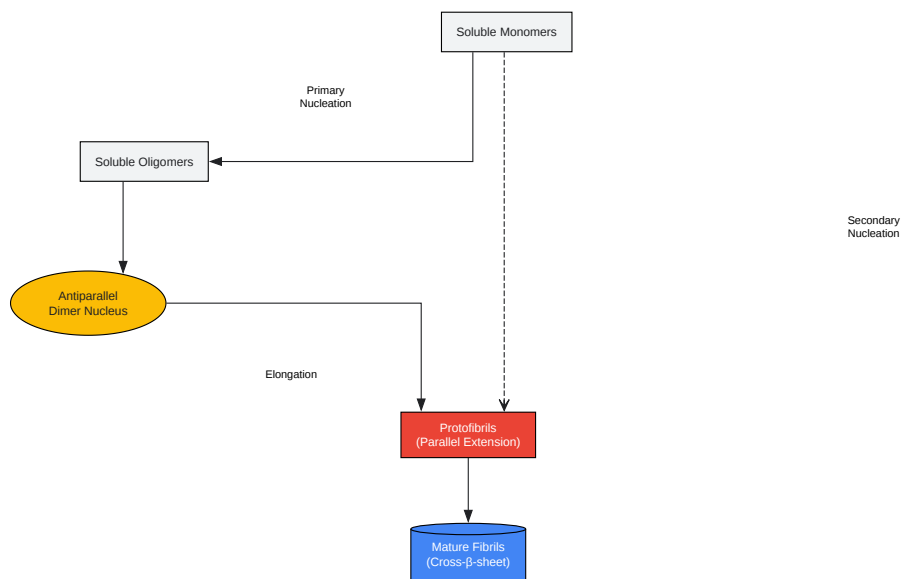 Soluble Monomers
Primary
Nucleation
Soluble Oligomers
Secondary
Nucleation
Antiparallel
Dimer Nucleus
Elongation
Protofibrils
(Parallel Extension)
Mature Fibrils
(Cross-β-sheet)